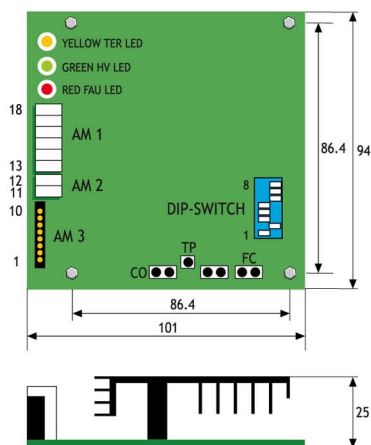 YELLOW TER LED
GREEN HV LED
RED FAU LED
18
AM 1
13
12
AM 2
11
10
AM 3
1
8
DIP-SWITCH
1
TP
CO
FC
86.4
94
86.4
101
25